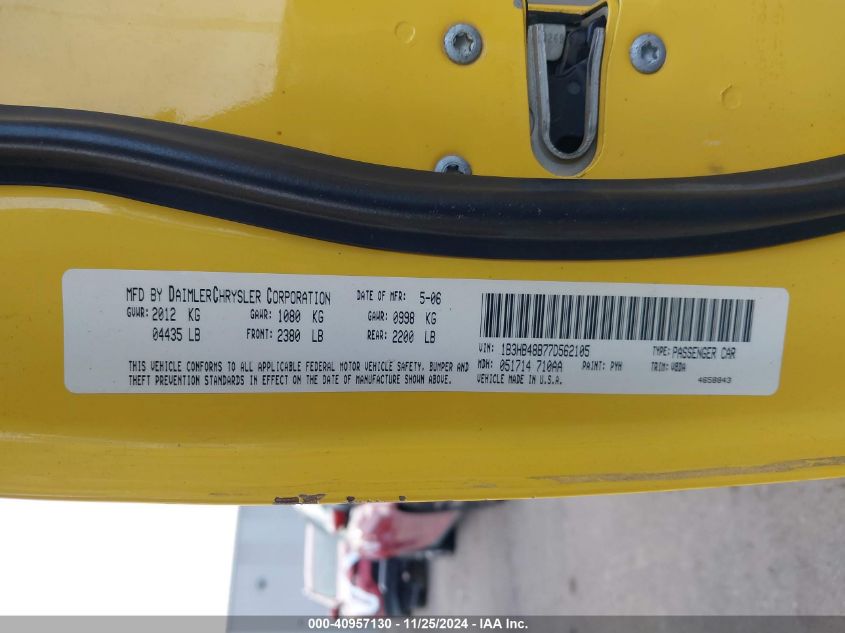 MFD BY DAIMLERCHRYSLER CORPORATION DATE OF MFR: 5-06
GVWR: 2012 KG GAWR: 1080 KG GAWR: 0998 KG
04435 LB FRONT: 2380 LB REAR: 2200 LB
THIS VEHICLE CONFORMS TO ALL APPLICABLE FEDERAL MOTOR VEHICLE SAFETY, BUMPER AND
THEFT PREVENTION STANDARDS IN EFFECT ON THE DATE OF MANUFACTURE SHOWN ABOVE.
VIN: 1B3HB48B77D562105 TYPE: PASSENGER CAR
MDH: 051714 710AA PAINT: PYH TRIM: V8DA
VEHICLE MADE IN U.S.A. 4658843
000-40957130 - 11/25/2024 - IAA Inc.